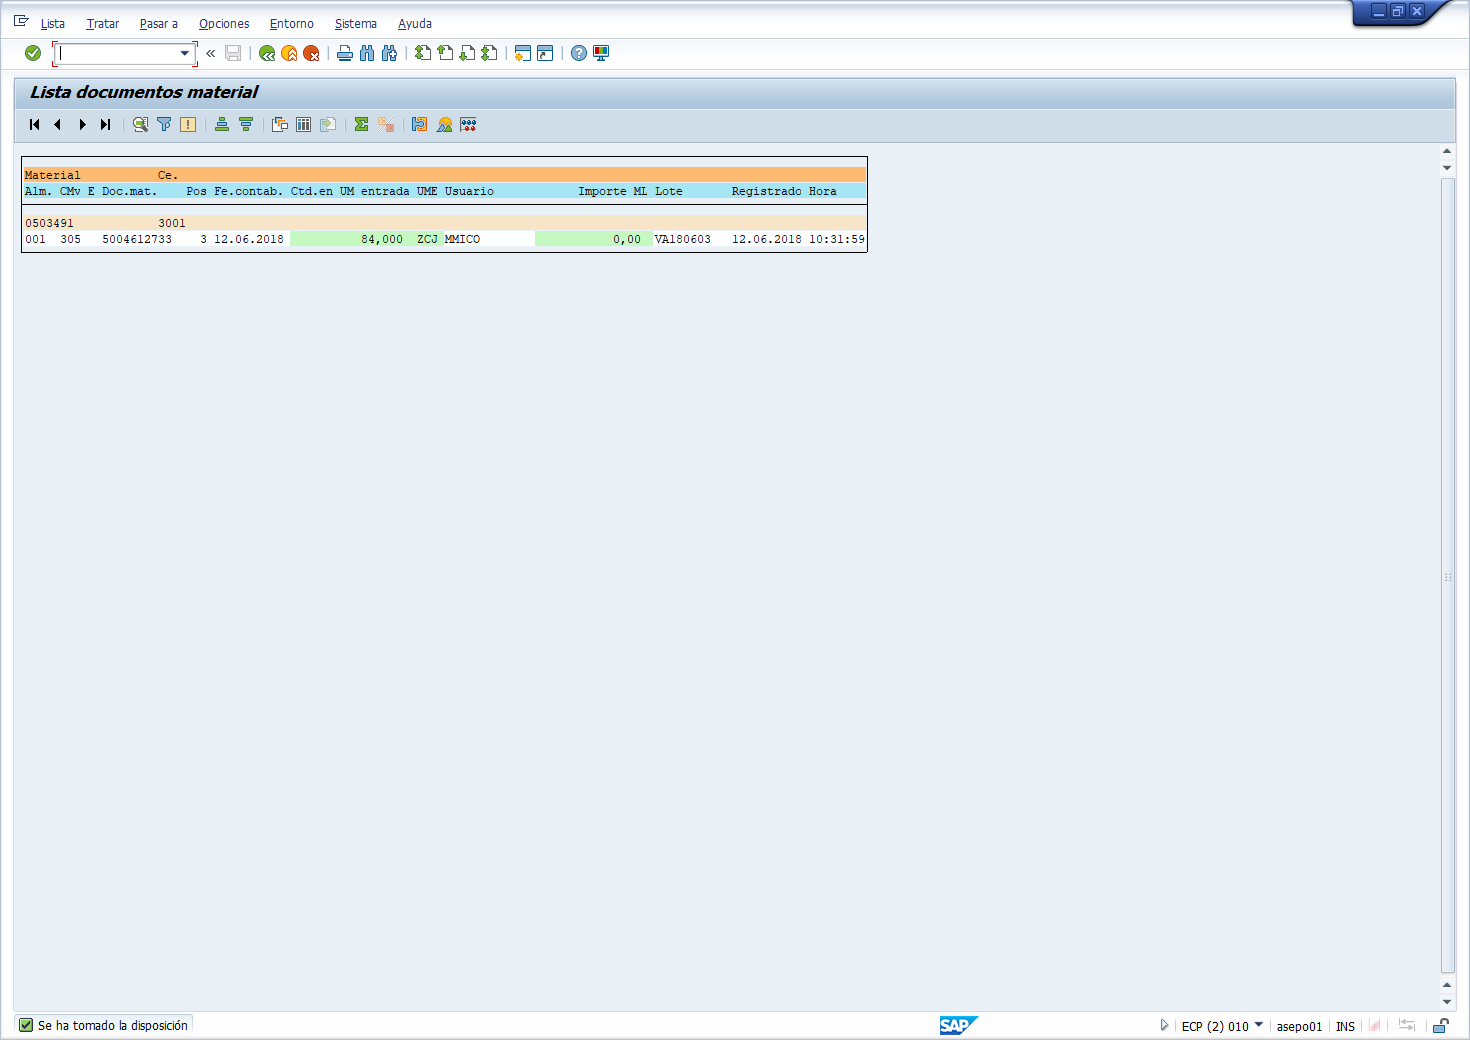 Lista Tratar Pasar a Opciones Entorno Sistema Ayuda
Lista documentos material
Material Ce.
Alm. CMv E Doc.mat. Pos Fe.contab. Ctd.en UM entrada UME Usuario Importe ML Lote Registrado Hora
0503491 3001
001 305 5004612733 3 12.06.2018 84,000 ZCJ MMICO 0,00 VA180603 12.06.2018 10:31:59
Se ha tomado la disposición
SAP
ECP (2) 010 asepo01 INS